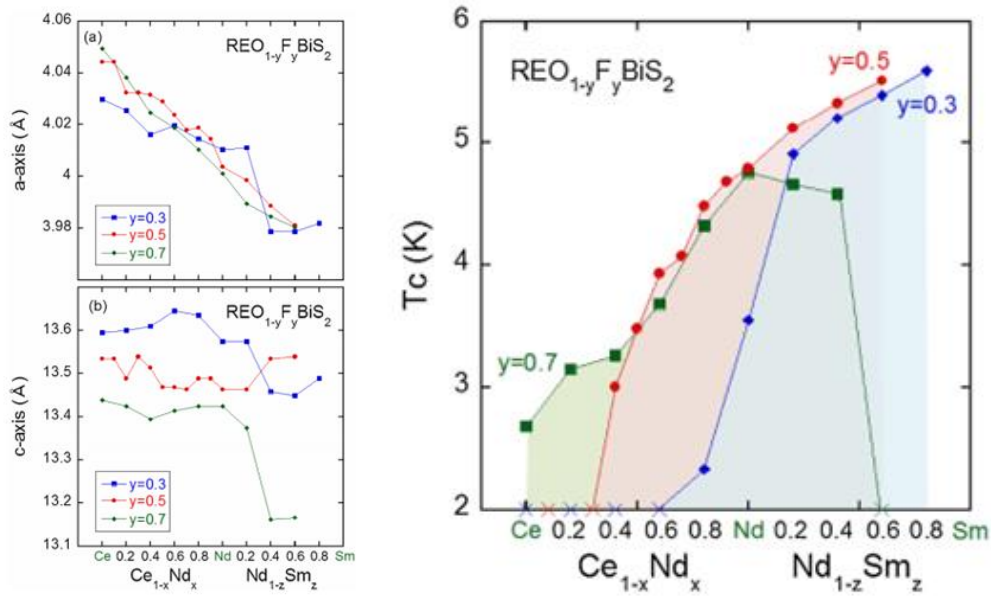 4.06
(a)
REO1-yFyBiS2
4.04
4.02
4
3.98
a-axis (Å)
y=0.3
y=0.5
y=0.7
(b)
REO1-yFyBiS2
13.6
13.5
13.4
13.3
13.2
13.1
c-axis (Å)
y=0.3
y=0.5
y=0.7
Ce 0.2 0.4 0.6 0.8 Nd 0.2 0.4 0.6 0.8 Sm
Ce1-xNdx Nd1-zSmz
6
REO1-yFyBiS2
y=0.5
y=0.3
5
4
3
2
Tc (K)
y=0.7
Ce 0.2 0.4 0.6 0.8 Nd 0.2 0.4 0.6 0.8 Sm
Ce1-xNdx Nd1-zSmz